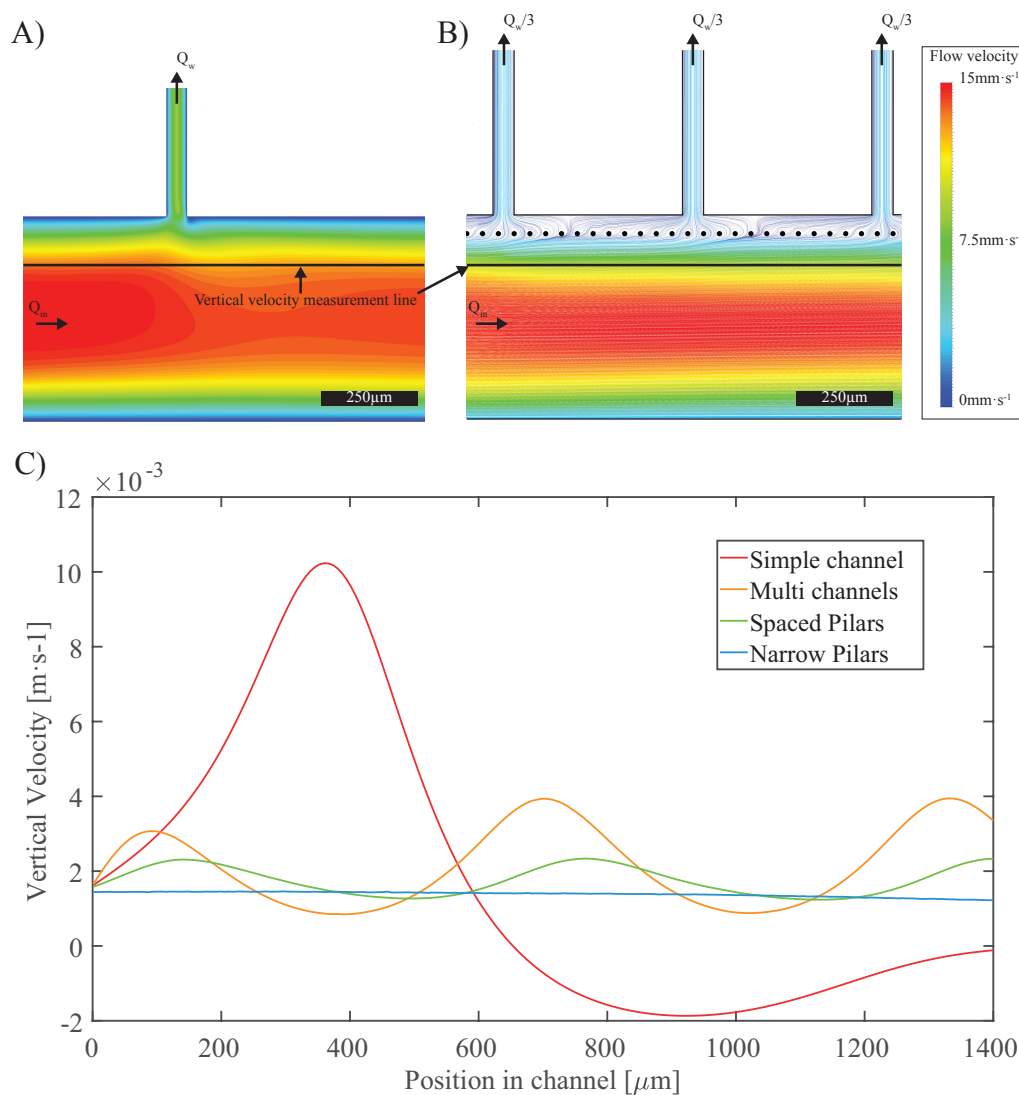 A)
Q_w
Q_in
Vertical velocity measurement line
250µm
B)
Q_w/3
Q_w/3
Q_w/3
Q_in
250µm
Flow velocity
15mm·s⁻¹
7.5mm·s⁻¹
0mm·s⁻¹
C)
×10⁻³
12
10
8
6
4
2
0
-2
Vertical Velocity [m·s-1]
0 200 400 600 800 1000 1200 1400
Position in channel [µm]
Simple channel
Multi channels
Spaced Pilars
Narrow Pilars